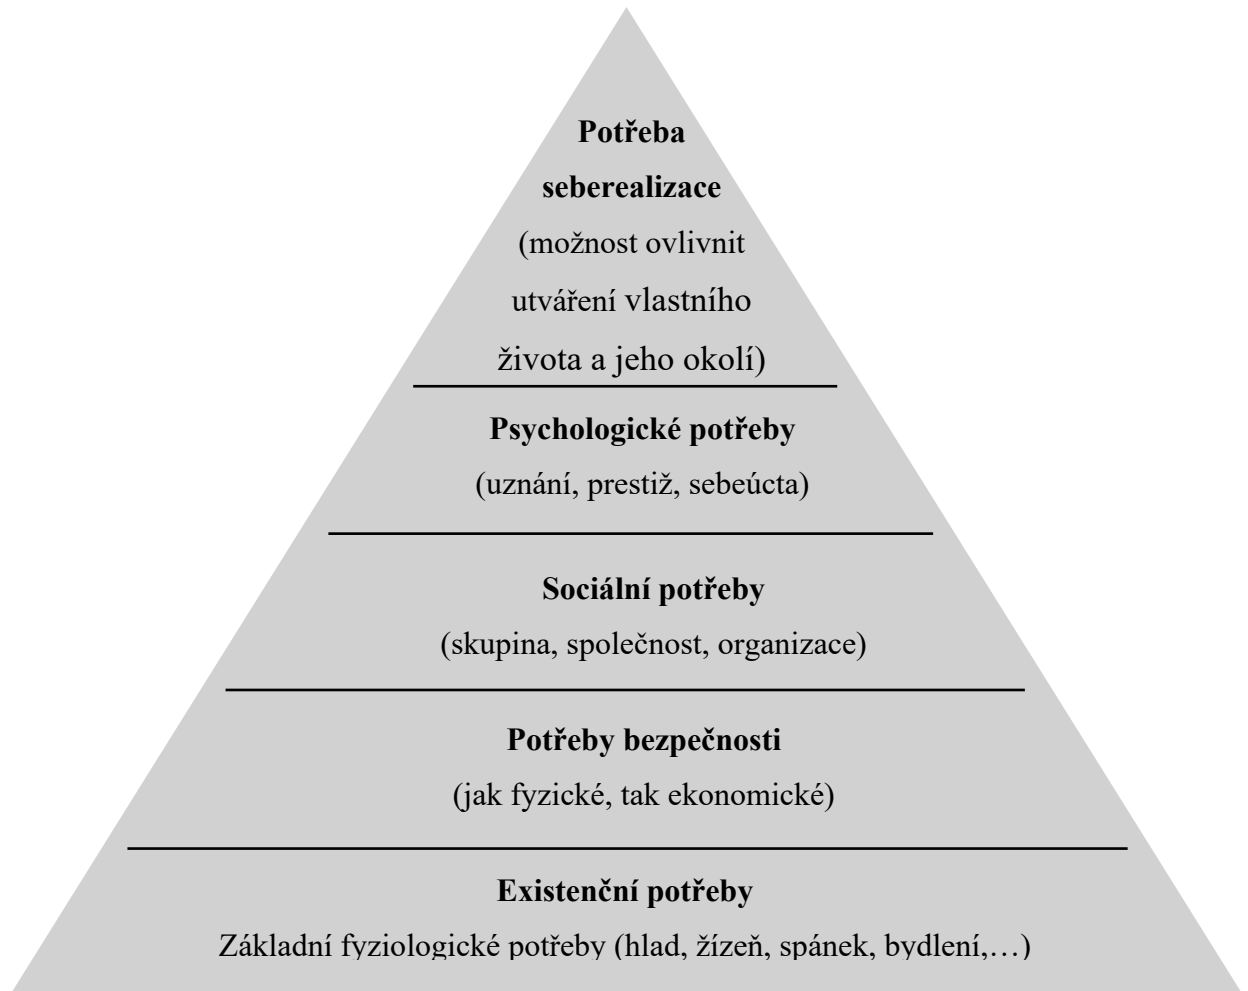 Potřeba
seberealizace
(možnost ovlivnit
utváření vlastního
života a jeho okolí)
Psychologické potřeby
(uznání, prestiž, sebeúcta)
Sociální potřeby
(skupina, společnost, organizace)
Potřeby bezpečnosti
(jak fyzické, tak ekonomické)
Existenční potřeby
Základní fyziologické potřeby (hlad, žízeň, spánek, bydlení,…)